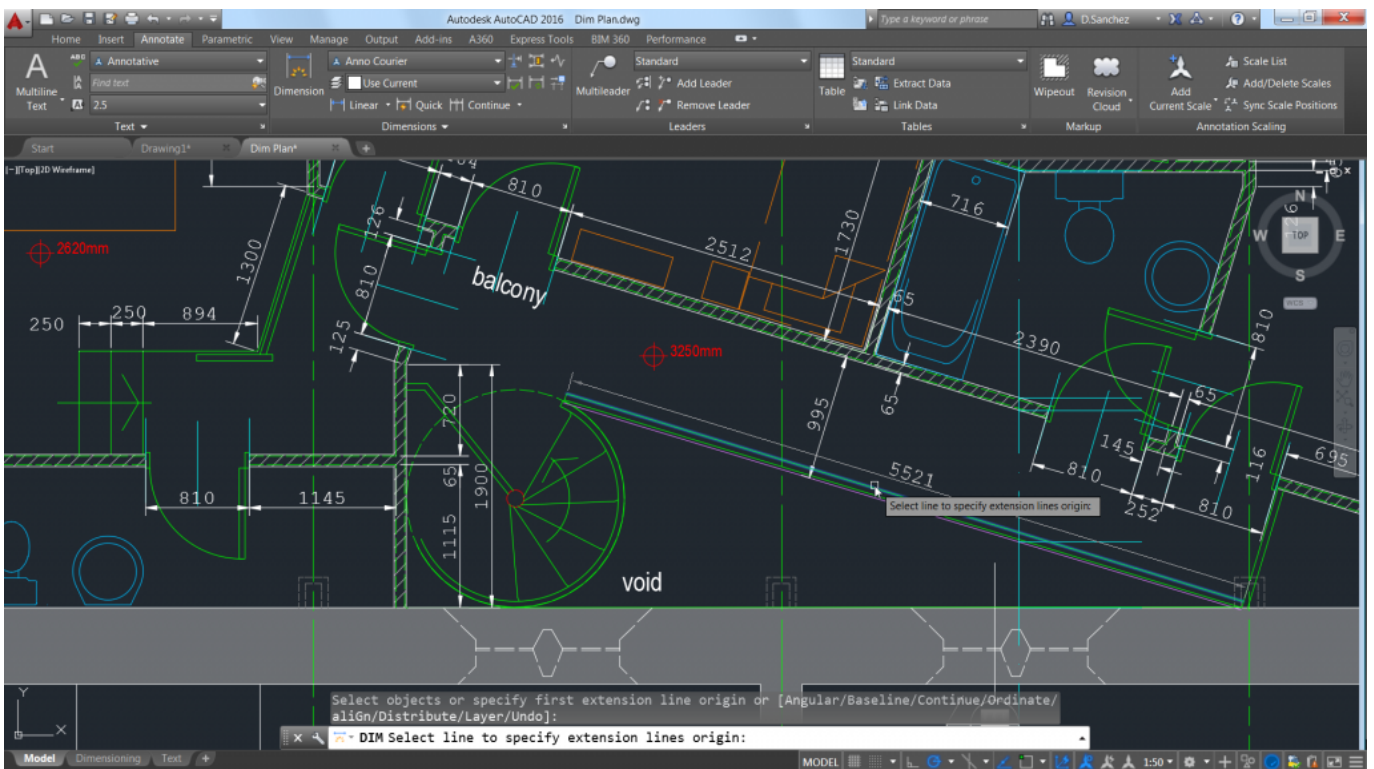 Autodesk AutoCAD 2016 Dim Plan.dwg
Type a keyword or phrase
D.Sanchez
Home Insert Annotate Parametric View Manage Output Add-ins A360 Express Tools BIM 360 Performance
Annotative
Find text
2.5
Multiline
Text
Text
Dimension
Anno Courier
Use Current
Linear Quick Continue
Dimensions
Multileader
Standard
Add Leader
Remove Leader
Leaders
Table
Standard
Extract Data
Link Data
Tables
Wipeout
Revision
Cloud
Markup
Add
Current Scale
Scale List
Add/Delete Scales
Sync Scale Positions
Annotation Scaling
Start Drawing1* Dim Plan*
[−][Top][2D Wireframe]
810
716
126
2512
1730
N
W TOP E
S
WCS
2620mm
1300
balcony
810
65
250
250
894
125
3250mm
2390
810
720
995
65
65
145
5521
810
116
695
65
1900
810
1145
252
810
Select line to specify extension lines origin:
1115
void
Y
X
Select objects or specify first extension line origin or [Angular/Baseline/Continue/Ordinate/
aliGn/Distribute/Layer/Undo]:
DIM Select line to specify extension lines origin:
Model Dimensioning Text +
MODEL
1:50